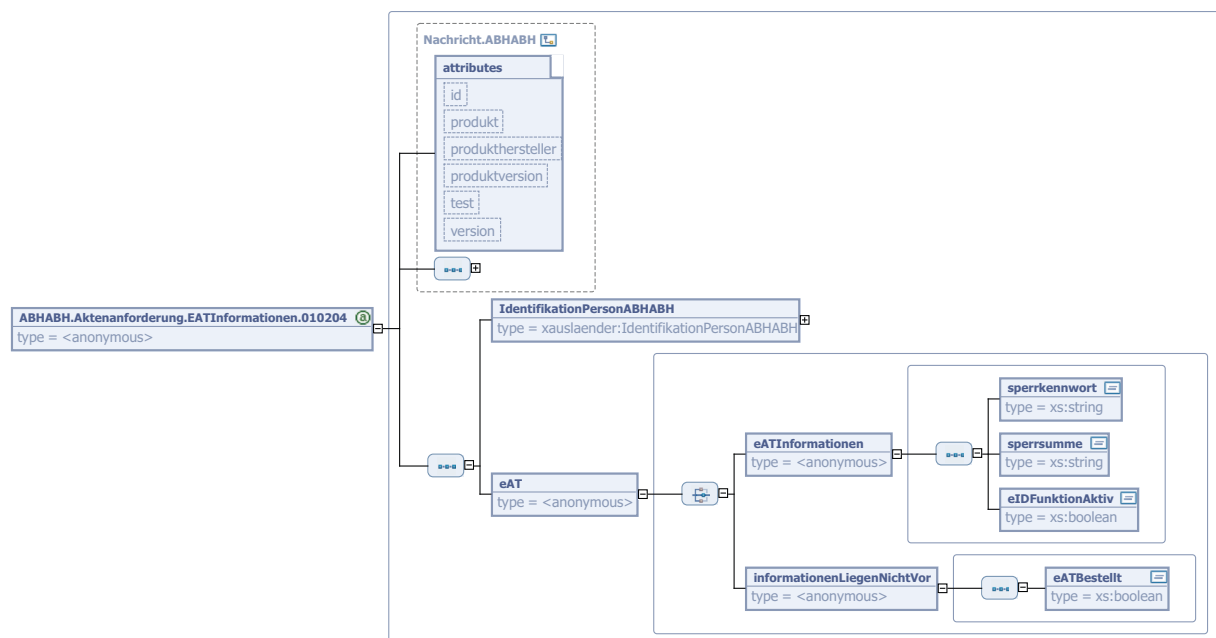 Nachricht.ABHABH
attributes
id
produkt
produkthersteller
produktversion
test
version
ABHABH.Aktenanforderung.EATInformationen.010204 a
type = <anonymous>
IdentifikationPersonABHABH
type = xauslaender:IdentifikationPersonABHABH
eAT
type = <anonymous>
eATInformationen
type = <anonymous>
sperrkennwort
type = xs:string
sperrsumme
type = xs:string
eIDFunktionAktiv
type = xs:boolean
informationenLiegenNichtVor
type = <anonymous>
eATBestellt
type = xs:boolean